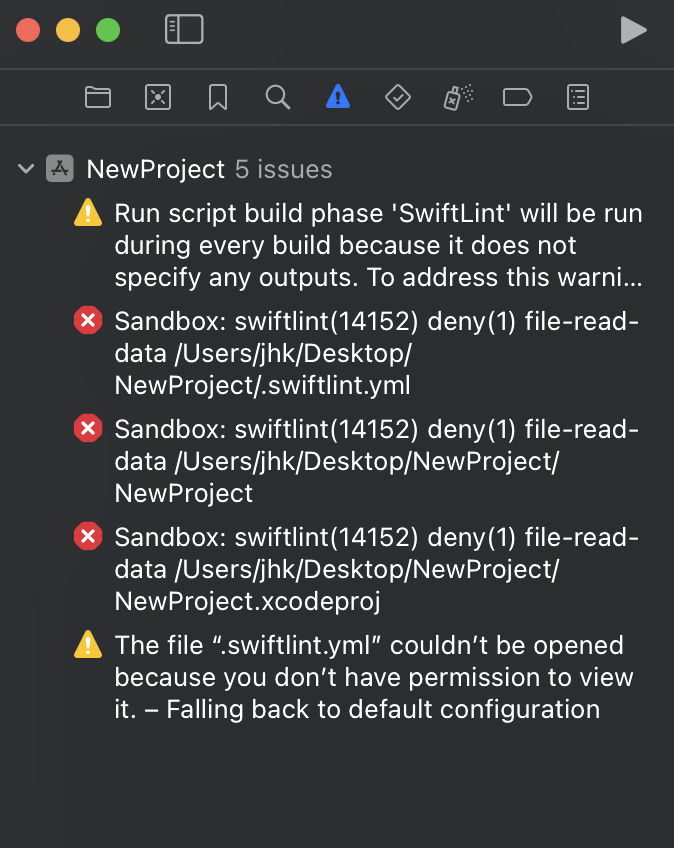 NewProject 5 issues
Run script build phase 'SwiftLint' will be run
during every build because it does not
specify any outputs. To address this warni...
Sandbox: swiftlint(14152) deny(1) file-read-
data /Users/jhk/Desktop/
NewProject/.swiftlint.yml
Sandbox: swiftlint(14152) deny(1) file-read-
data /Users/jhk/Desktop/NewProject/
NewProject
Sandbox: swiftlint(14152) deny(1) file-read-
data /Users/jhk/Desktop/NewProject/
NewProject.xcodeproj
The file “.swiftlint.yml” couldn’t be opened
because you don’t have permission to view
it. – Falling back to default configuration